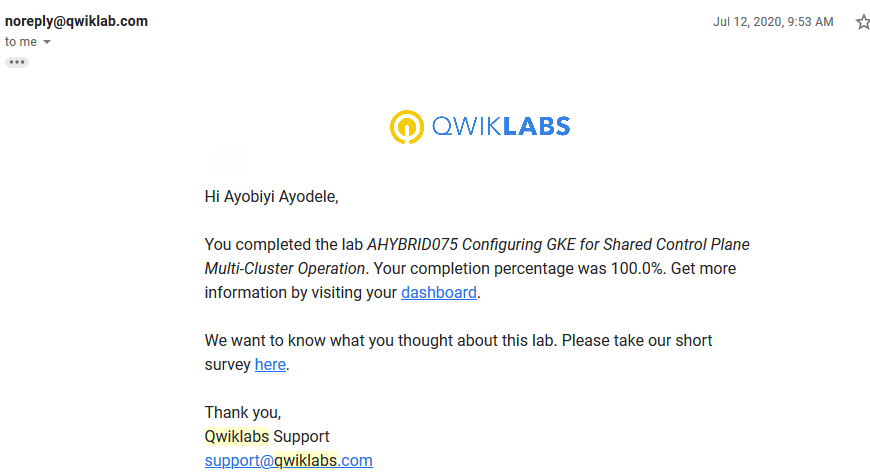 noreply@qwiklab.com
Jul 12, 2020, 9:53 AM
to me
QWIKLABS
Hi Ayobiyi Ayodele,
You completed the lab AHYBRID075 Configuring GKE for Shared Control Plane
Multi-Cluster Operation. Your completion percentage was 100.0%. Get more
information by visiting your dashboard.
We want to know what you thought about this lab. Please take our short
survey here.
Thank you,
Qwiklabs Support
support@qwiklabs.com